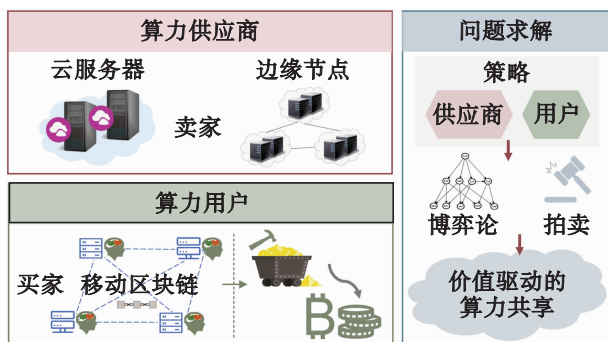 算力供应商
云服务器
边缘节点
卖家
算力用户
买家
移动区块链
问题求解
策略
供应商
用户
博弈论
拍卖
价值驱动的
算力共享